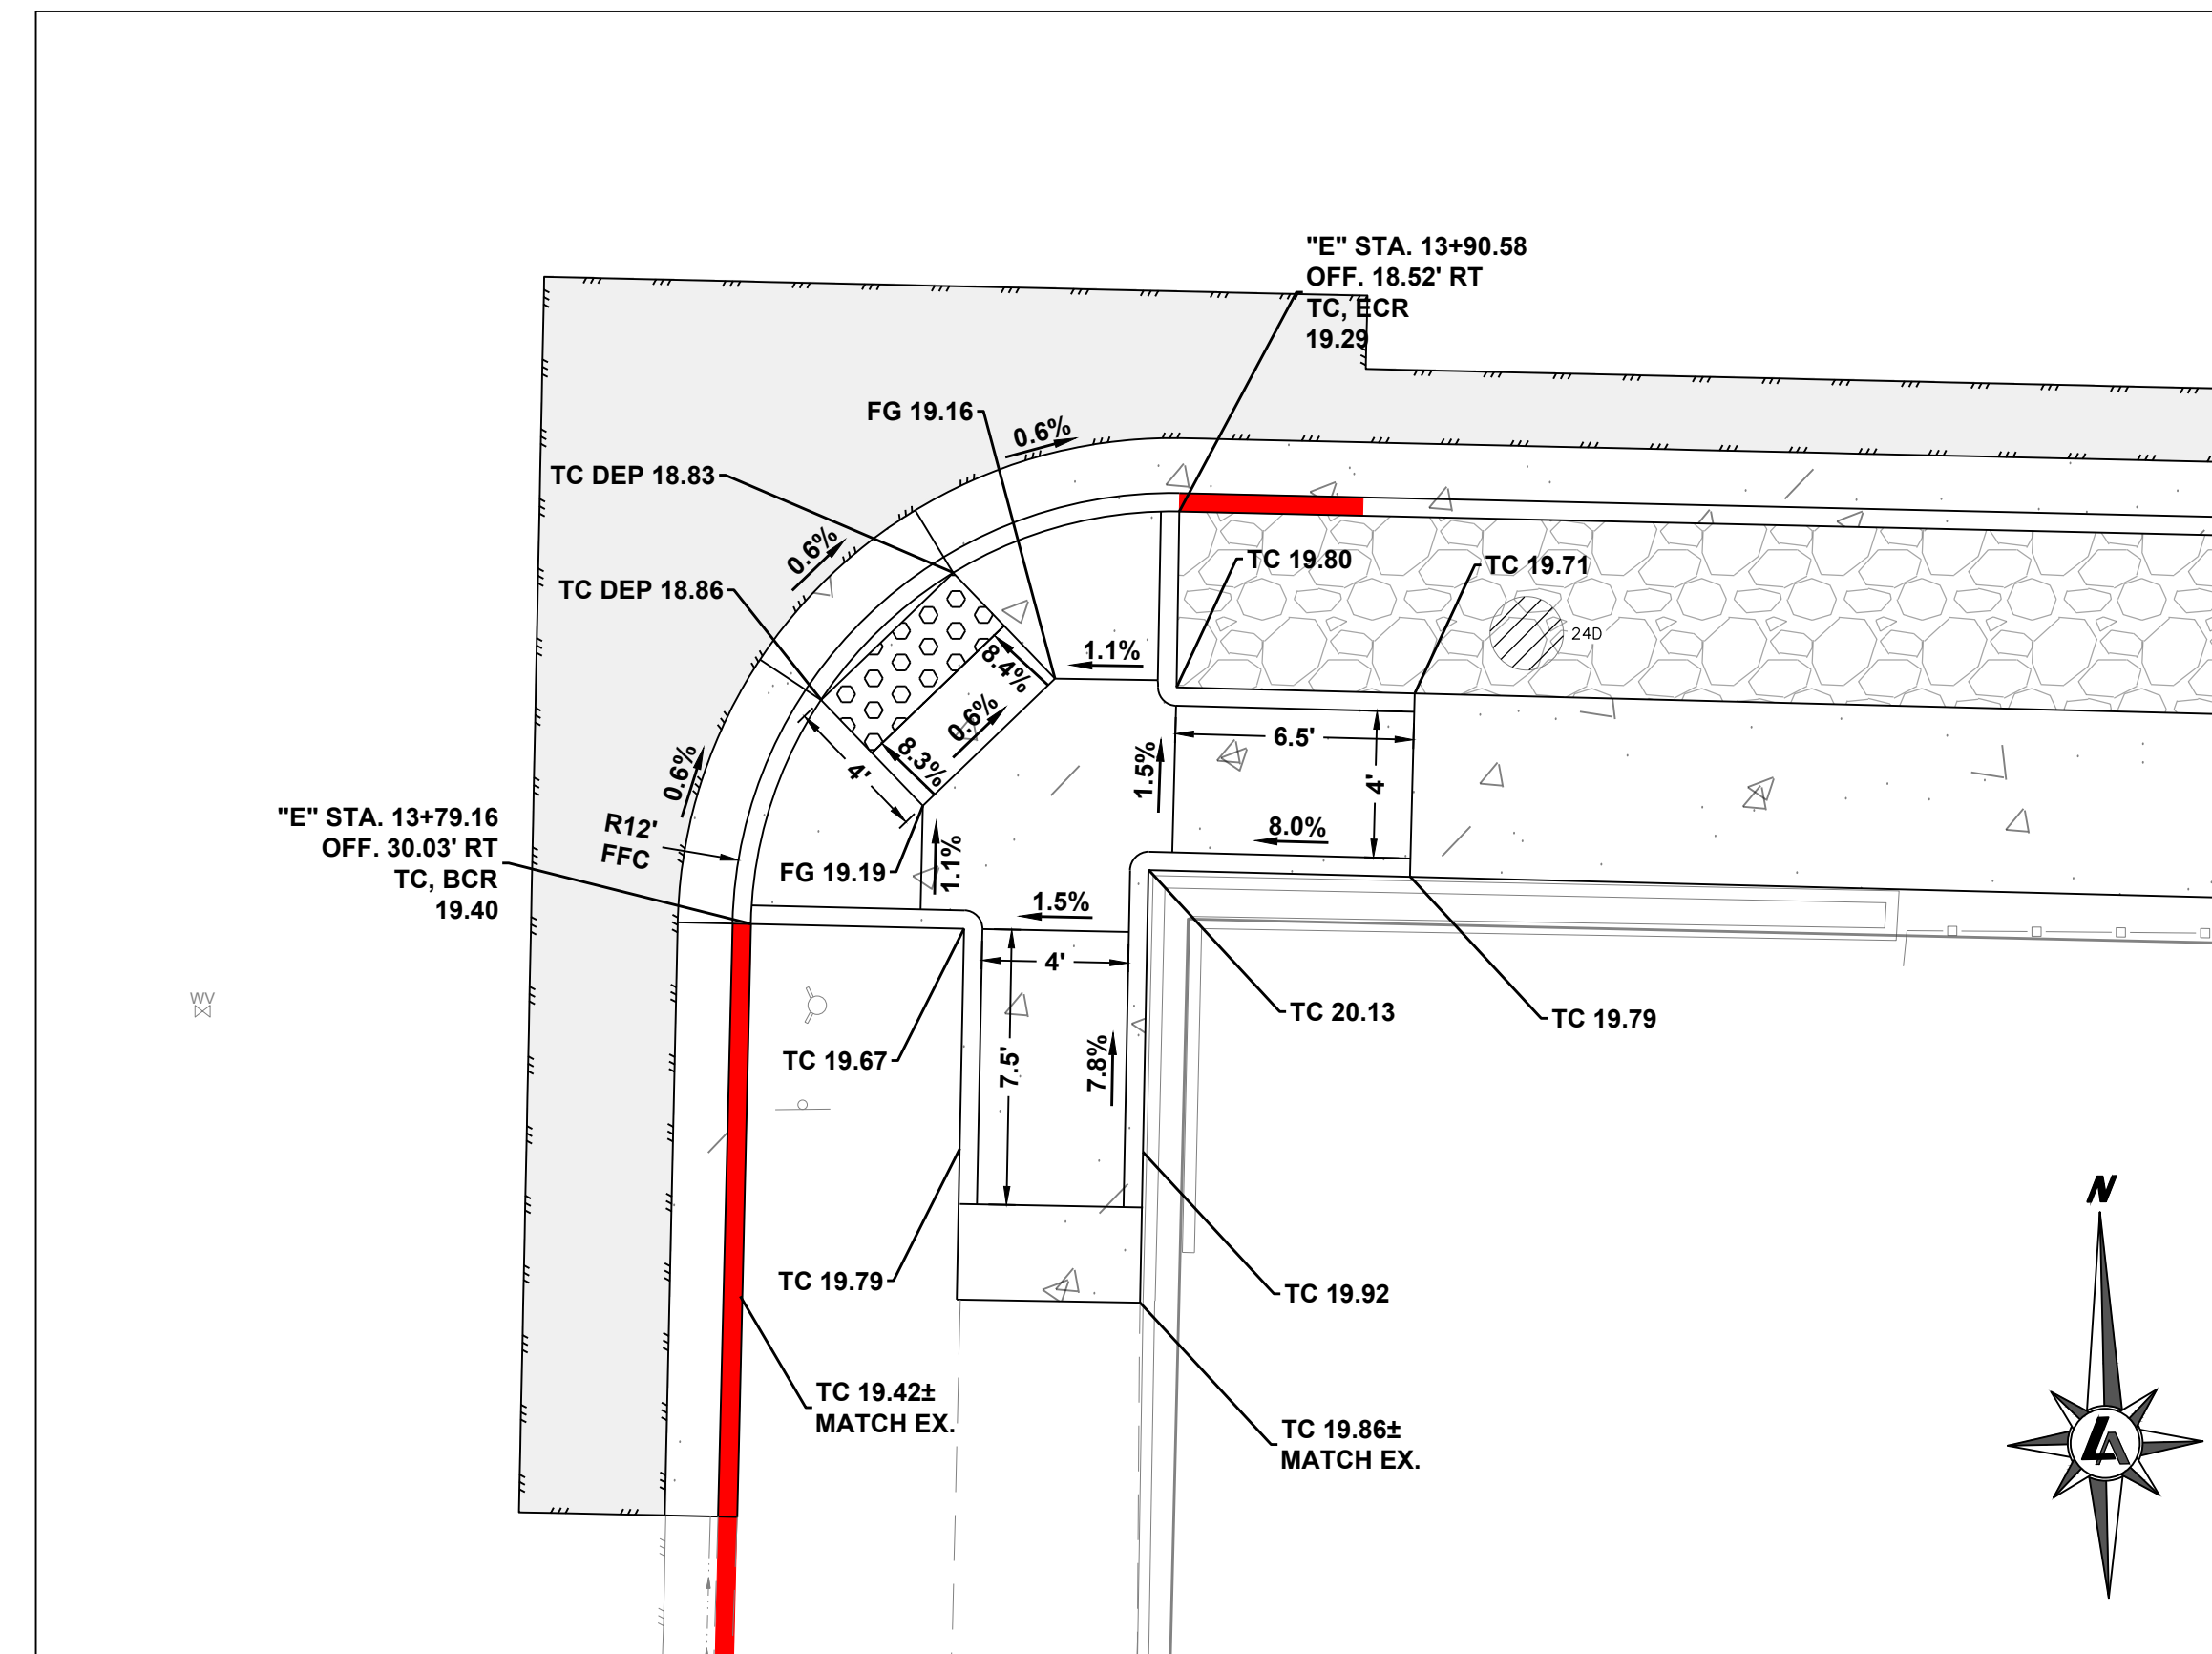 "E" STA. 13+90.58
OFF. 18.52' RT
TC, ECR
19.29
FG 19.16
0.6%
TC DEP 18.83
0.6%
TC DEP 18.86
TC 19.80
TC 19.71
24D
1.1%
8.4%
0.6%
8.3%
4'
6.5'
1.5%
4'
0.6%
"E" STA. 13+79.16
OFF. 30.03' RT
TC, BCR
19.40
R12'
FFC
8.0%
FG 19.19
1.1%
1.5%
4'
WV
TC 20.13
TC 19.79
TC 19.67
7.5'
7.8%
N
TC 19.79
TC 19.92
TC 19.42±
MATCH EX.
TC 19.86±
MATCH EX.
LA